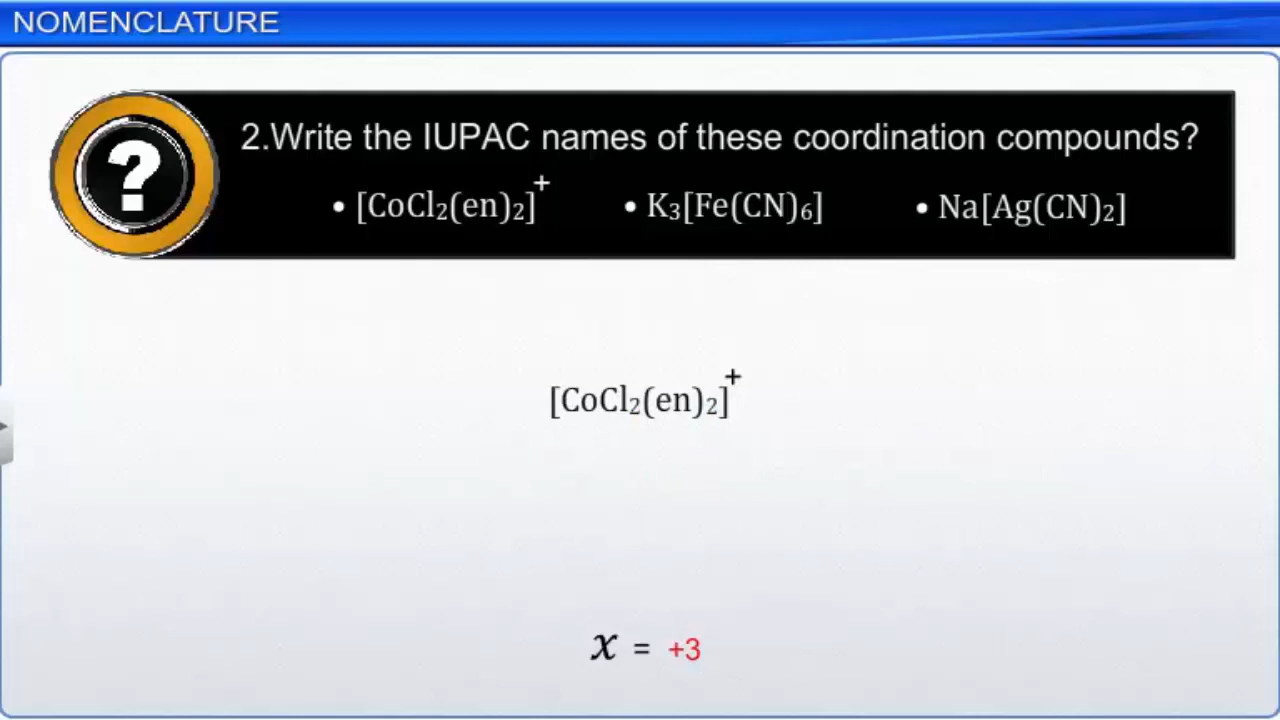 NOMENCLATURE
?
2.Write the IUPAC names of these coordination compounds?
• [CoCl₂(en)₂]⁺ • K₃[Fe(CN)₆] • Na[Ag(CN)₂]
[CoCl₂(en)₂]⁺
x = +3